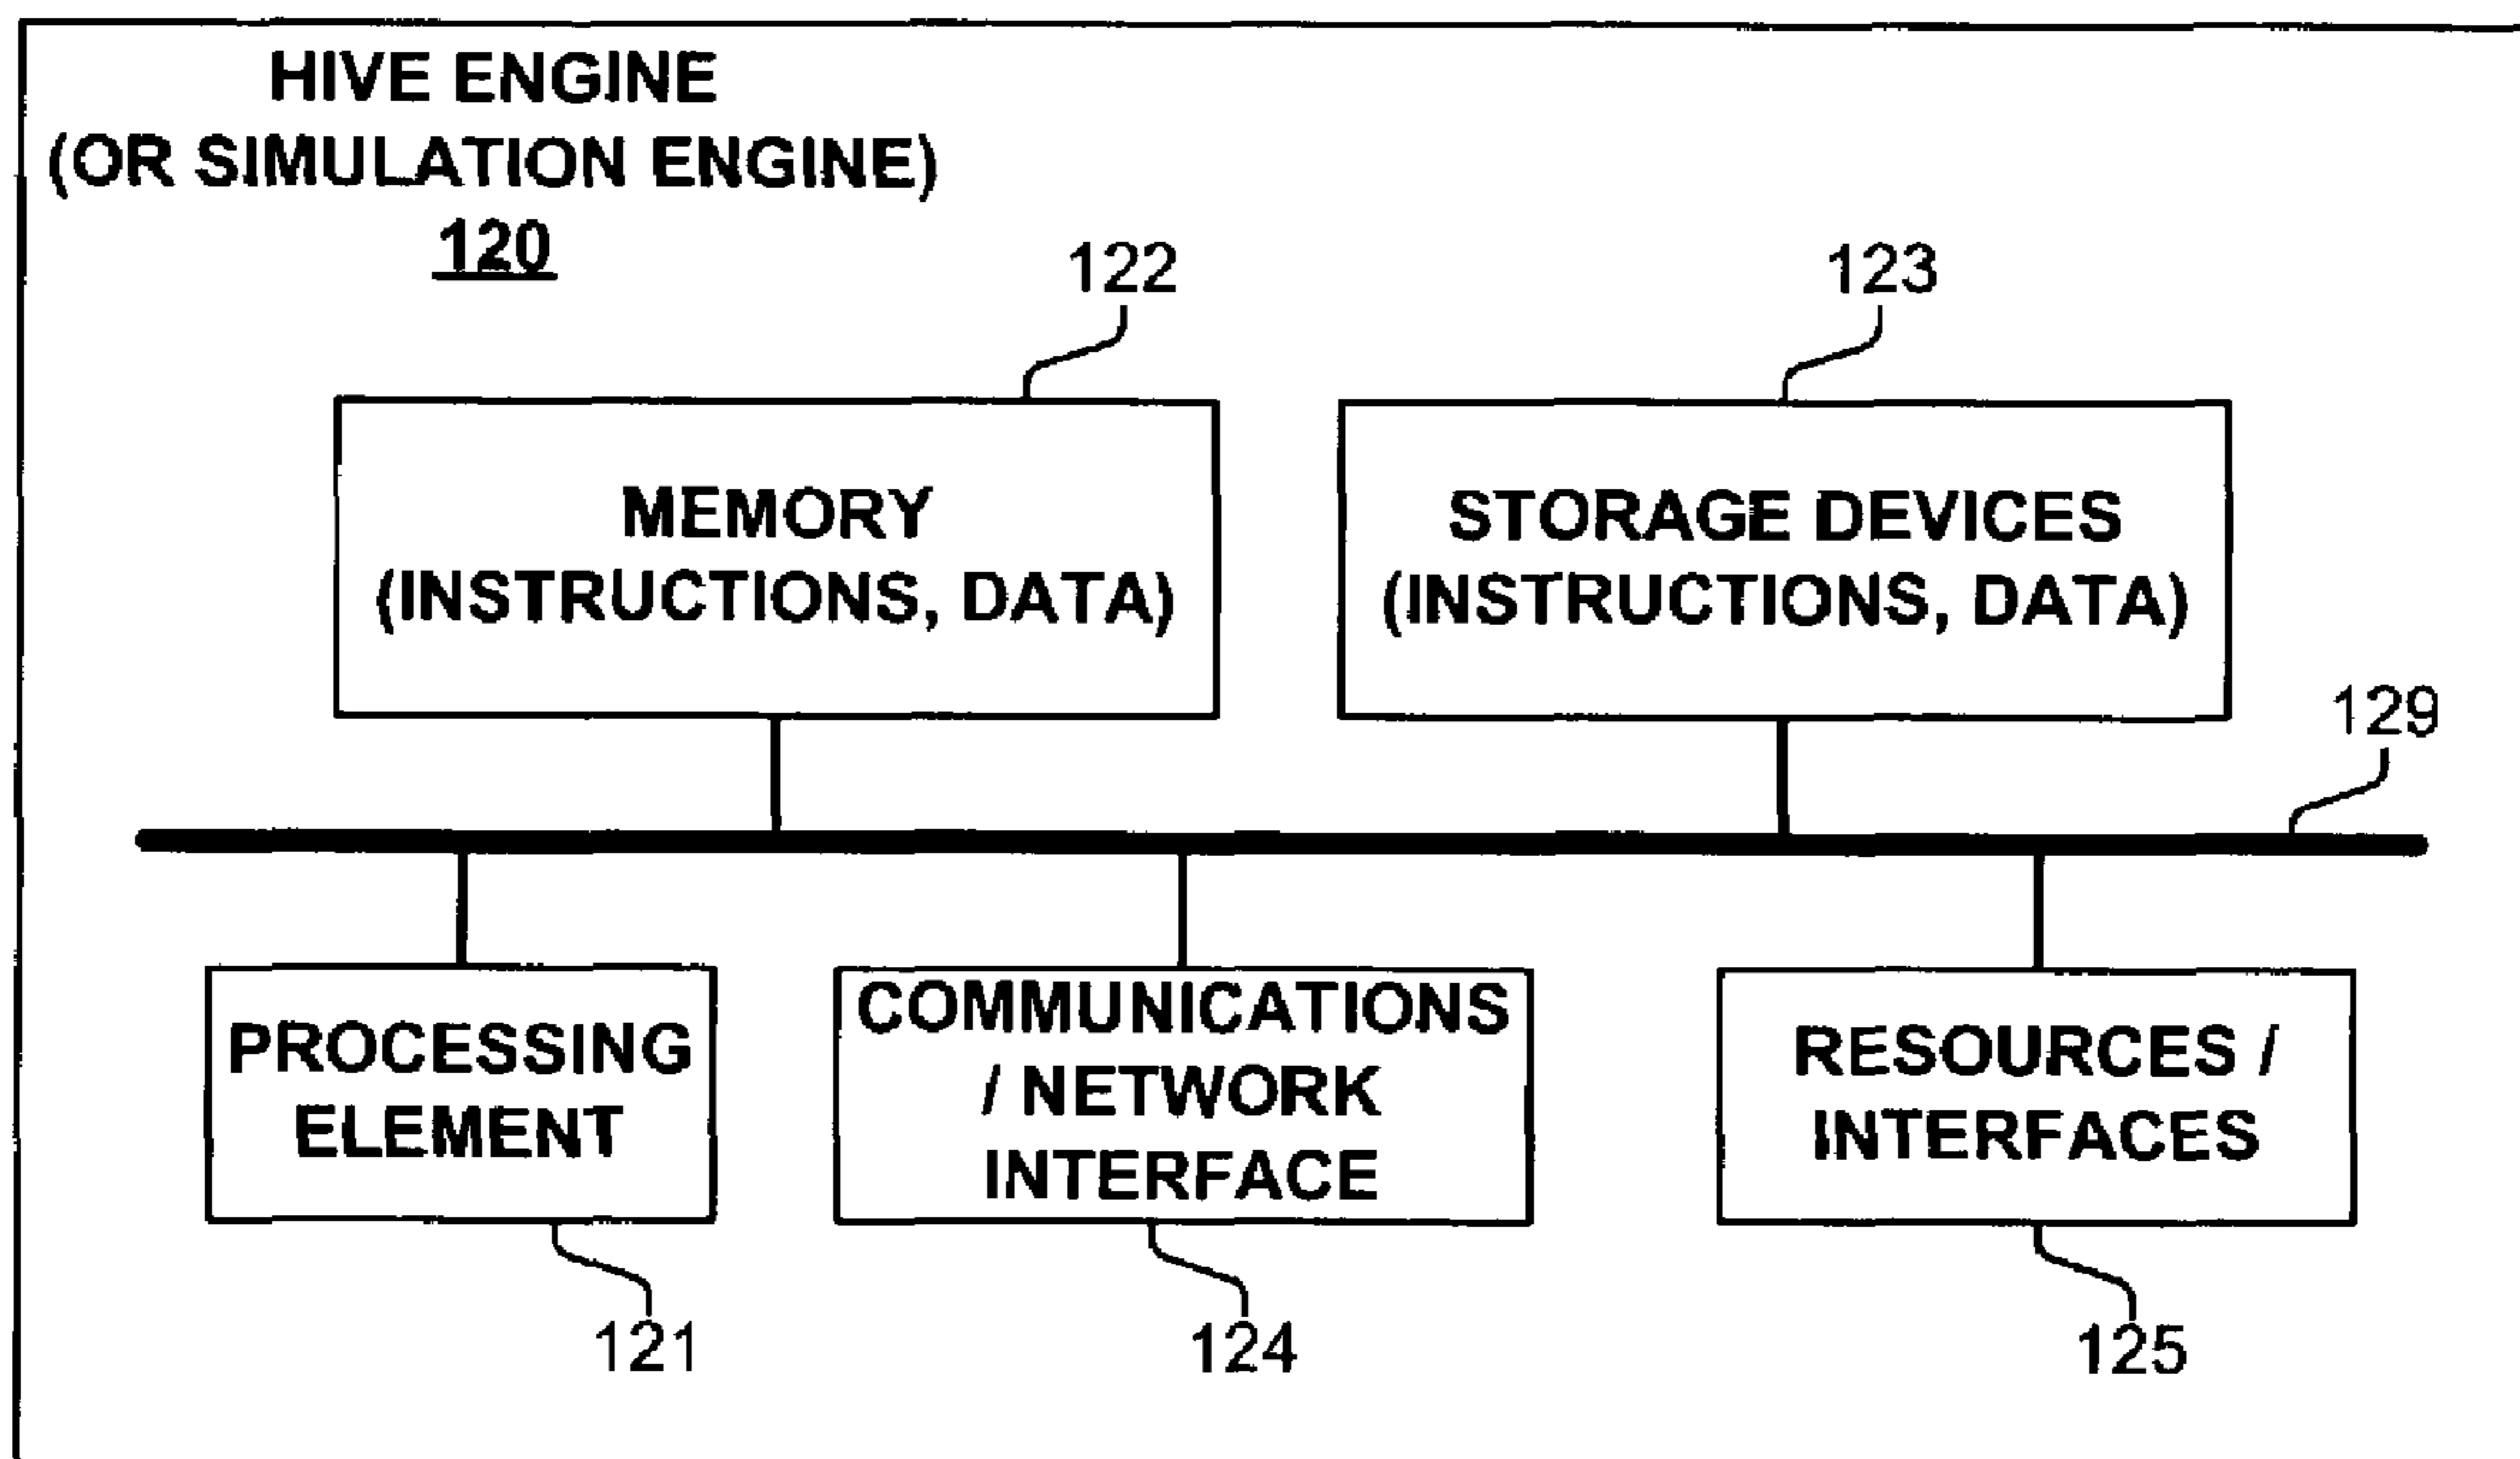 HIVE ENGINE
(OR SIMULATION ENGINE)
120
122
123
MEMORY
(INSTRUCTIONS, DATA)
STORAGE DEVICES
(INSTRUCTIONS, DATA)
129
PROCESSING
ELEMENT
COMMUNICATIONS
/ NETWORK
INTERFACE
RESOURCES /
INTERFACES
121
124
125